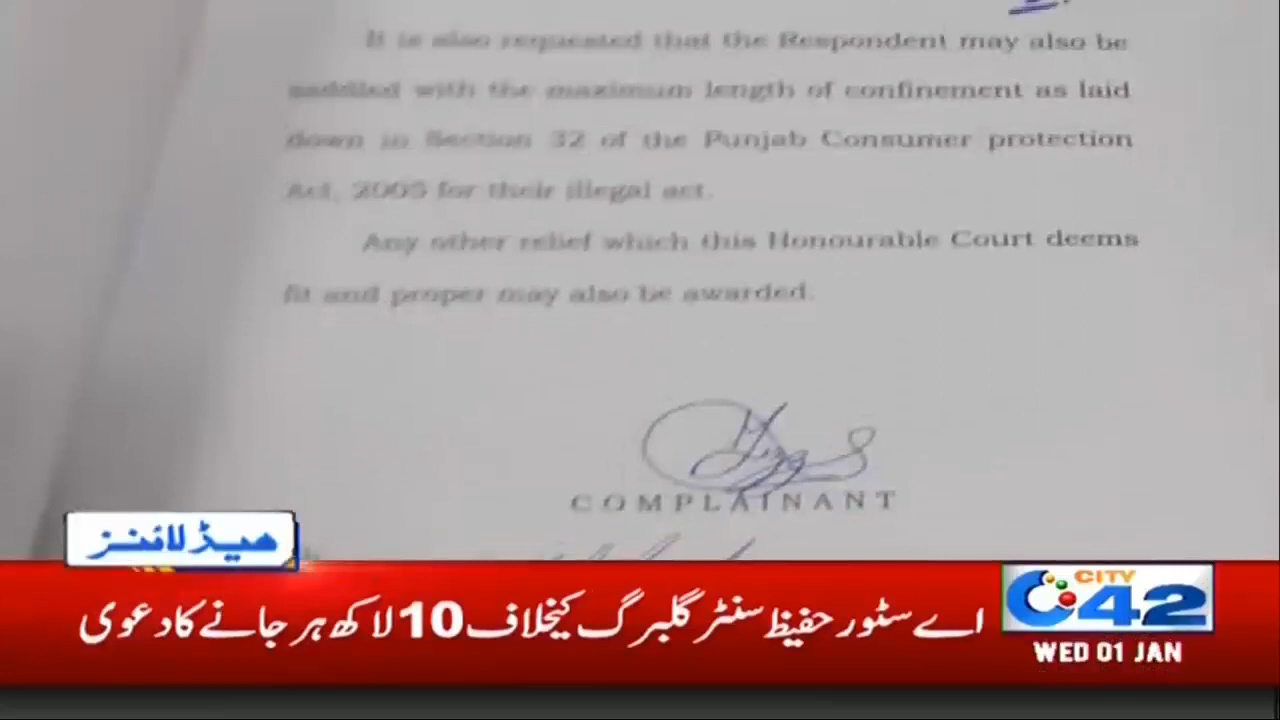 It is also requested that the Respondent may also be
saddled with the maximum length of confinement as laid
down in Section 32 of the Punjab Consumer protection
Act, 2005 for their illegal act.
Any other relief which this Honourable Court deems
fit and proper may also be awarded.
COMPLAINANT
ھیڈلائنز
اے سٹور حفیظ سنٹر گلبرگ کیخلاف 10 لاکھ ہرجانے کا دعوی
CITY
42
WED 01 JAN